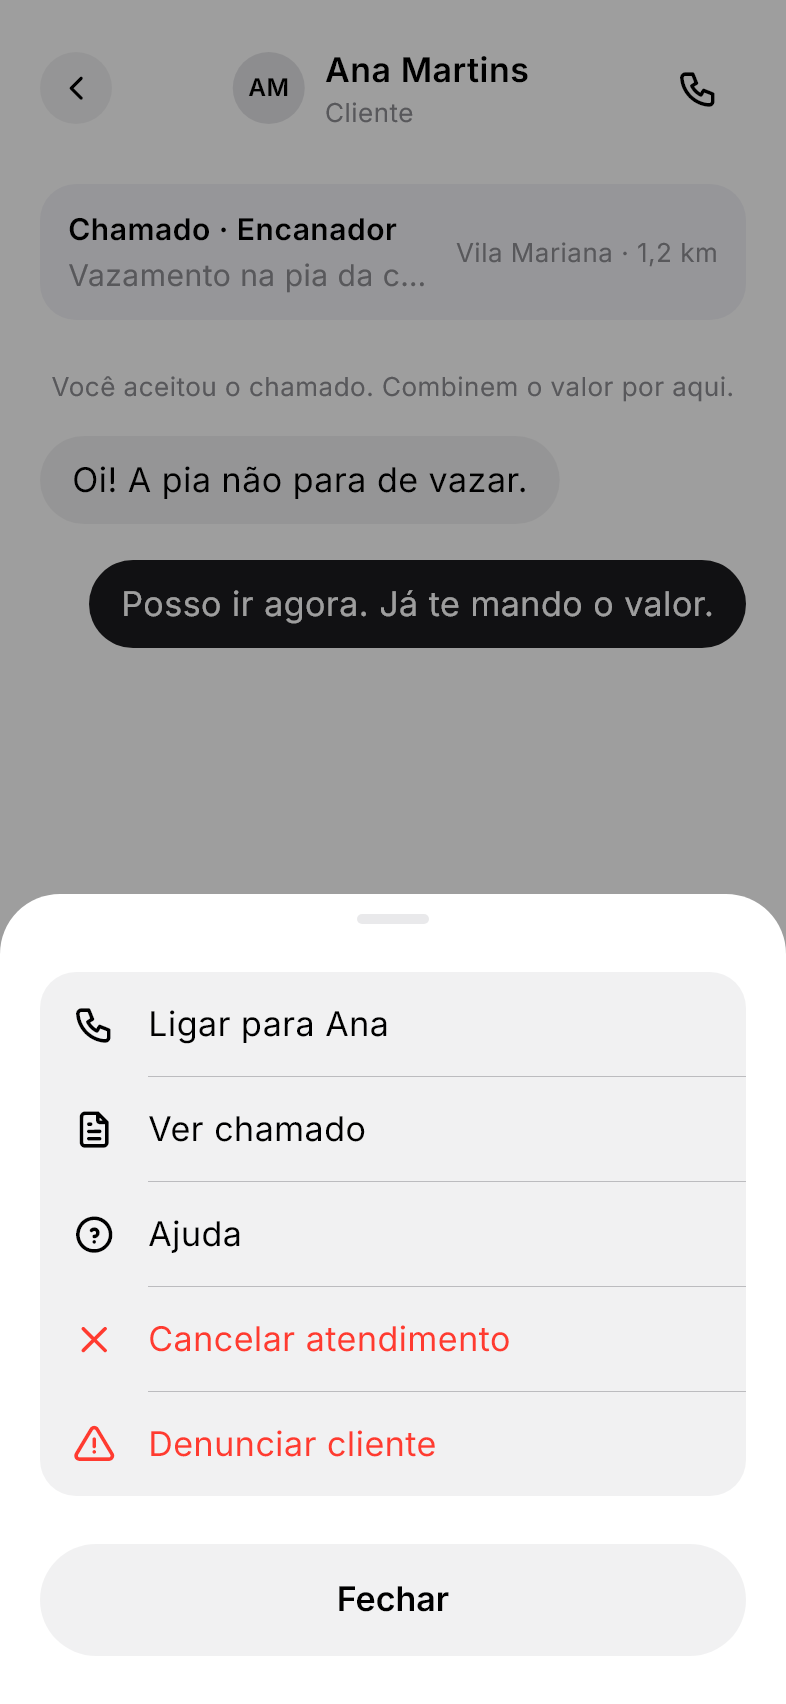 AM
Ana Martins
Cliente
Chamado · Encanador
Vazamento na pia da c...
Vila Mariana · 1,2 km
Você aceitou o chamado. Combinem o valor por aqui.
Oi! A pia não para de vazar.
Posso ir agora. Já te mando o valor.
Ligar para Ana
Ver chamado
Ajuda
Cancelar atendimento
Denunciar cliente
Fechar